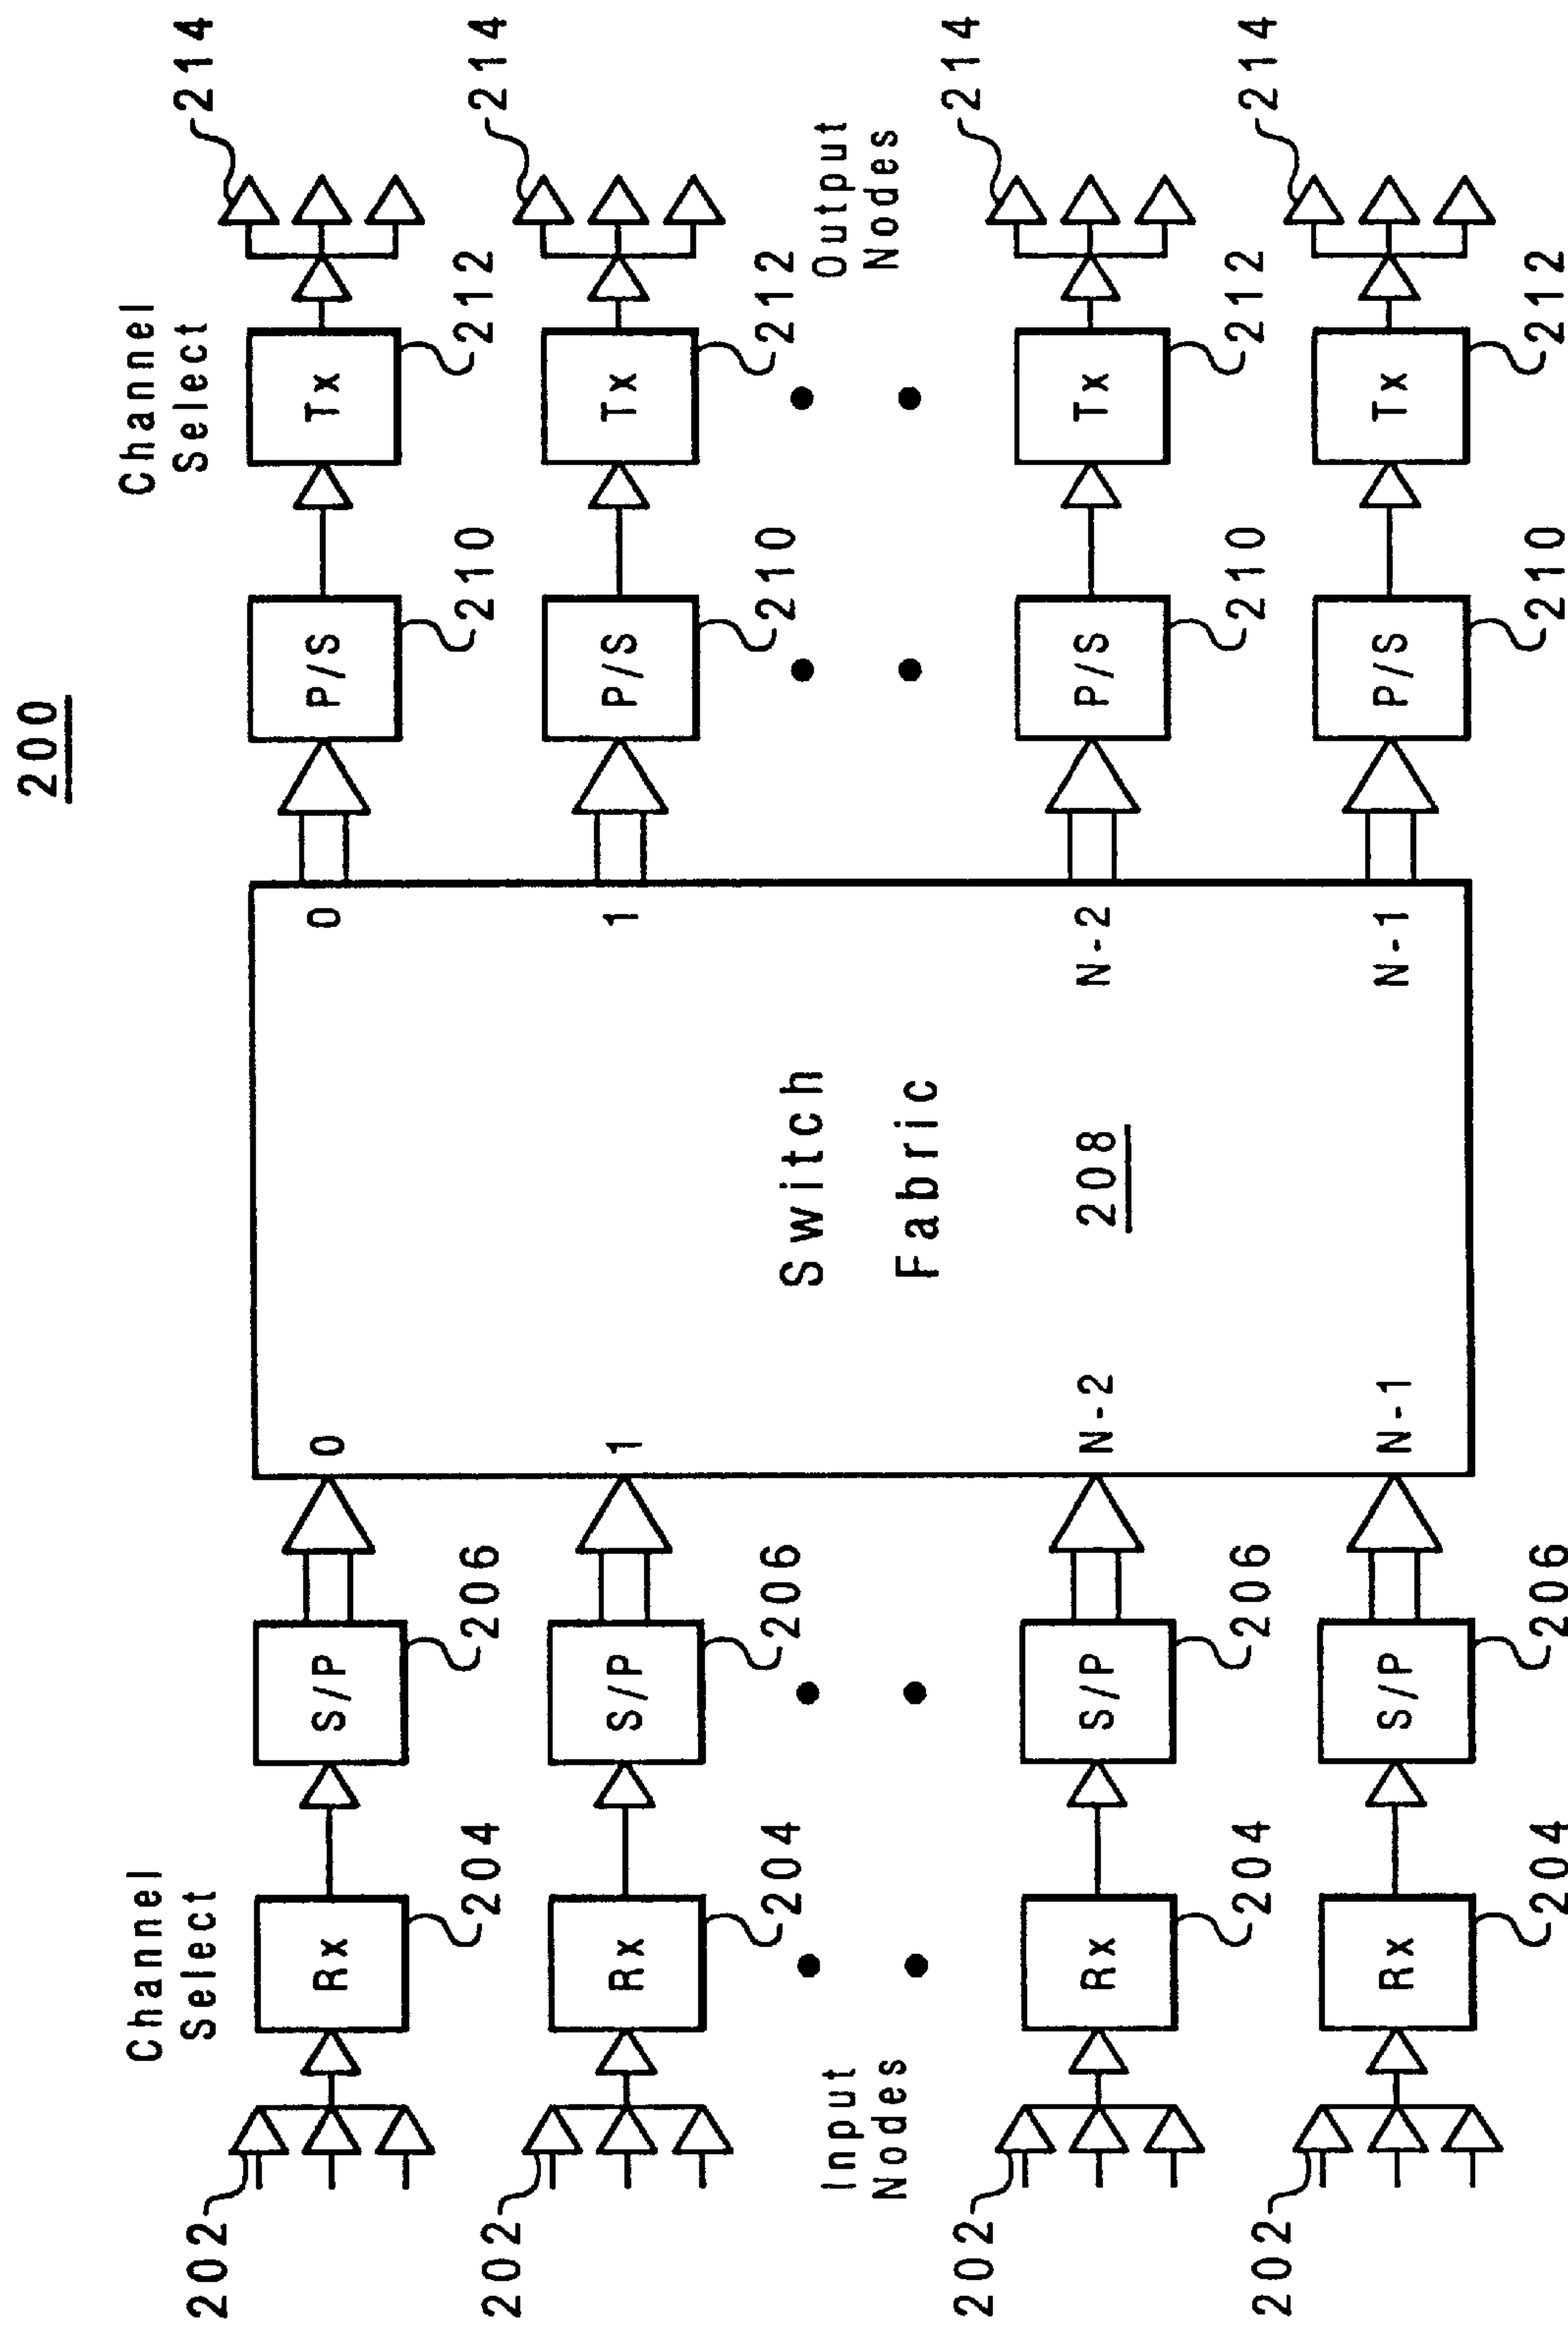 200
Channel
Select
Channel
Select
202
214
Rx
S/P
0
0
P/S
Tx
204
206
210
212
202
214
Rx
S/P
1
1
P/S
Tx
204
206
210
212
Input
Nodes
Switch
Fabric
208
Output
Nodes
202
214
Rx
S/P
N-2
N-2
P/S
Tx
204
206
210
212
202
214
Rx
S/P
N-1
N-1
P/S
Tx
204
206
210
212